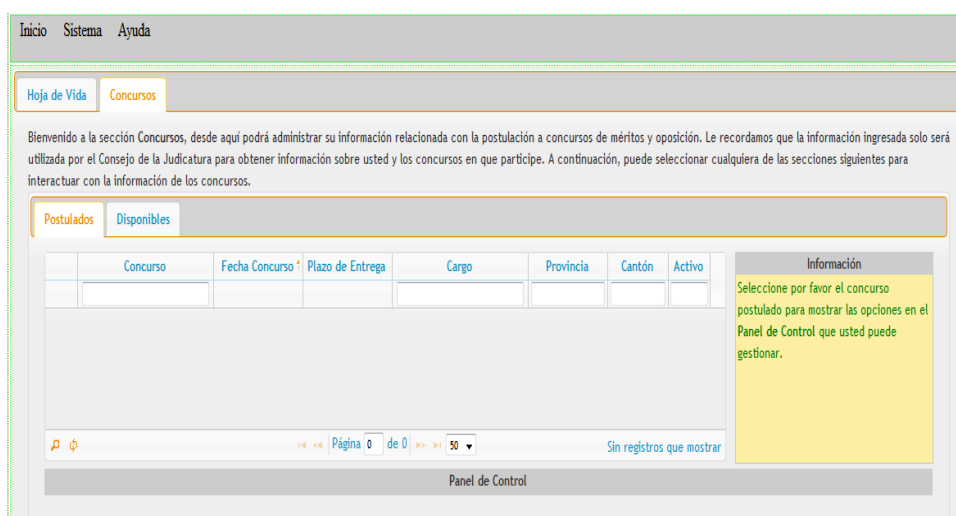 Inicio Sistema Ayuda
Hoja de Vida Concursos
Bienvenido a la sección Concursos, desde aquí podrá administrar su información relacionada con la postulación a concursos de méritos y oposición. Le recordamos que la información ingresada solo será
utilizada por el Consejo de la Judicatura para obtener información sobre usted y los concursos en que participe. A continuación, puede seleccionar cualquiera de las secciones siguientes para
interactuar con la información de los concursos.
Postulados Disponibles
Concurso Fecha Concurso Plazo de Entrega Cargo Provincia Cantón Activo
Información
Seleccione por favor el concurso
postulado para mostrar las opciones en el
Panel de Control que usted puede
gestionar.
Página 0 de 0 50 Sin registros que mostrar
Panel de Control